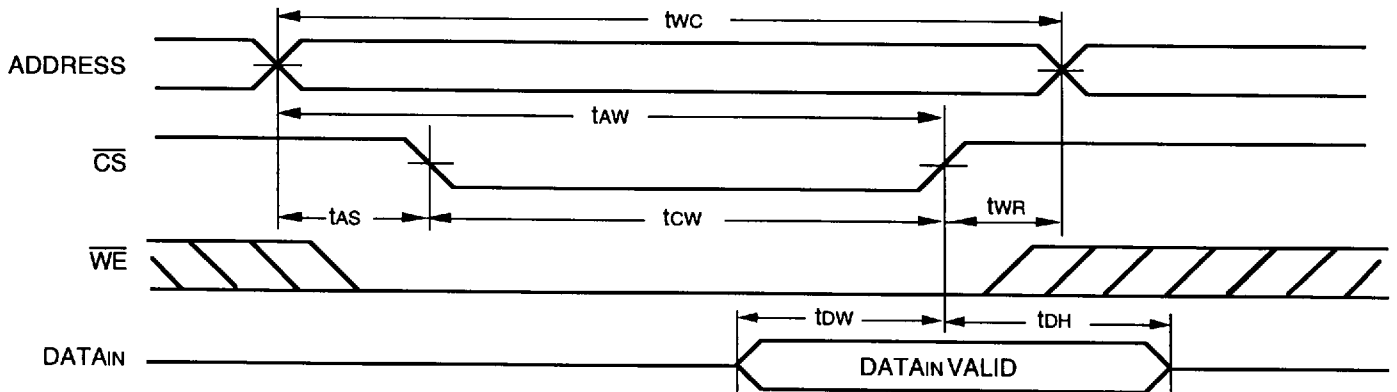 tWC
ADDRESS
tAW
CS
tAS
tCW
tWR
WE
tDW
tDH
DATAIN
DATAIN VALID